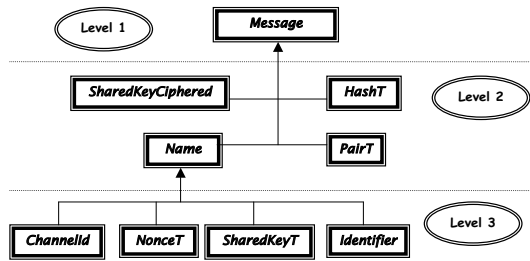 Level 1
Message
SharedKeyCiphered
HashT
Level 2
Name
PairT
ChannelId
NonceT
SharedKeyT
Identifier
Level 3